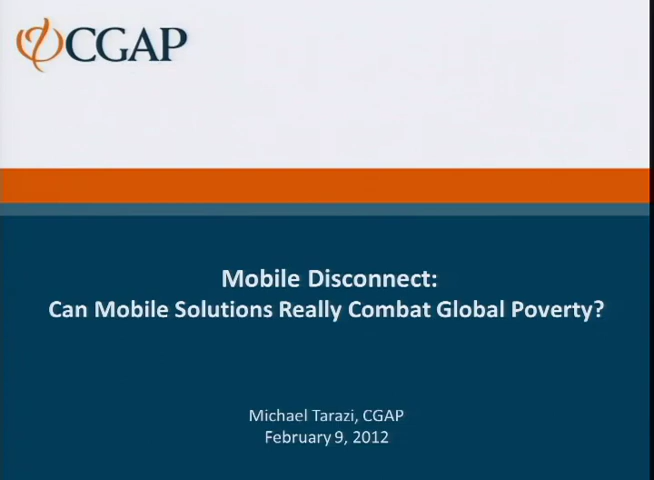 CGAP
Mobile Disconnect:
Can Mobile Solutions Really Combat Global Poverty?
Michael Tarazi, CGAP
February 9, 2012